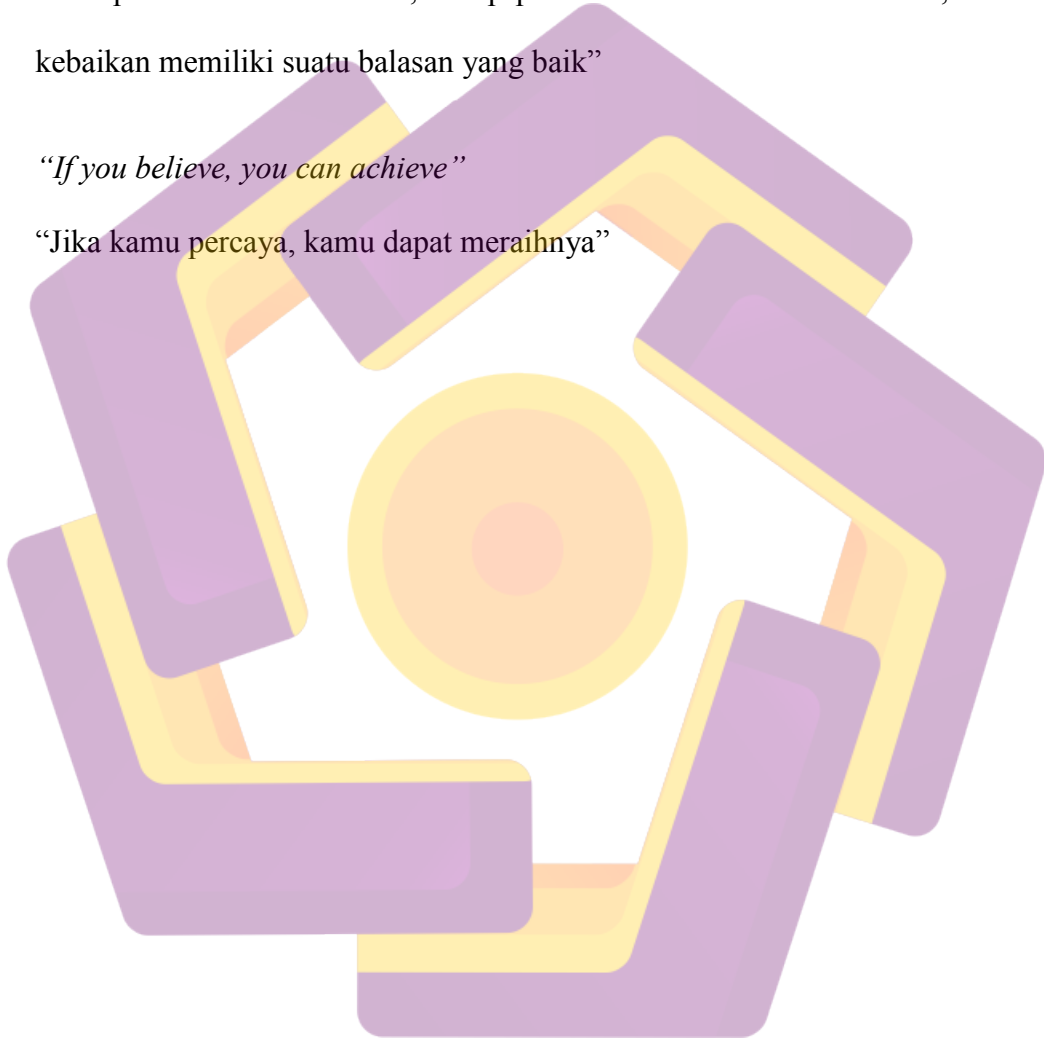 kebaikan memiliki suatu balasan yang baik”
“If you believe, you can achieve”
“Jika kamu percaya, kamu dapat meraihnya”